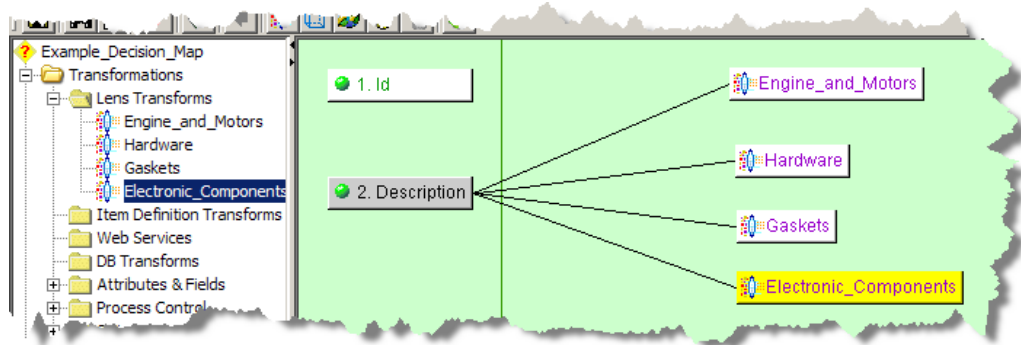 Example_Decision_Map
Transformations
Lens Transforms
Engine_and_Motors
Hardware
Gaskets
Electronic_Components
Item Definition Transforms
Web Services
DB Transforms
Attributes & Fields
Process Control
1. Id
2. Description
Engine_and_Motors
Hardware
Gaskets
Electronic_Components